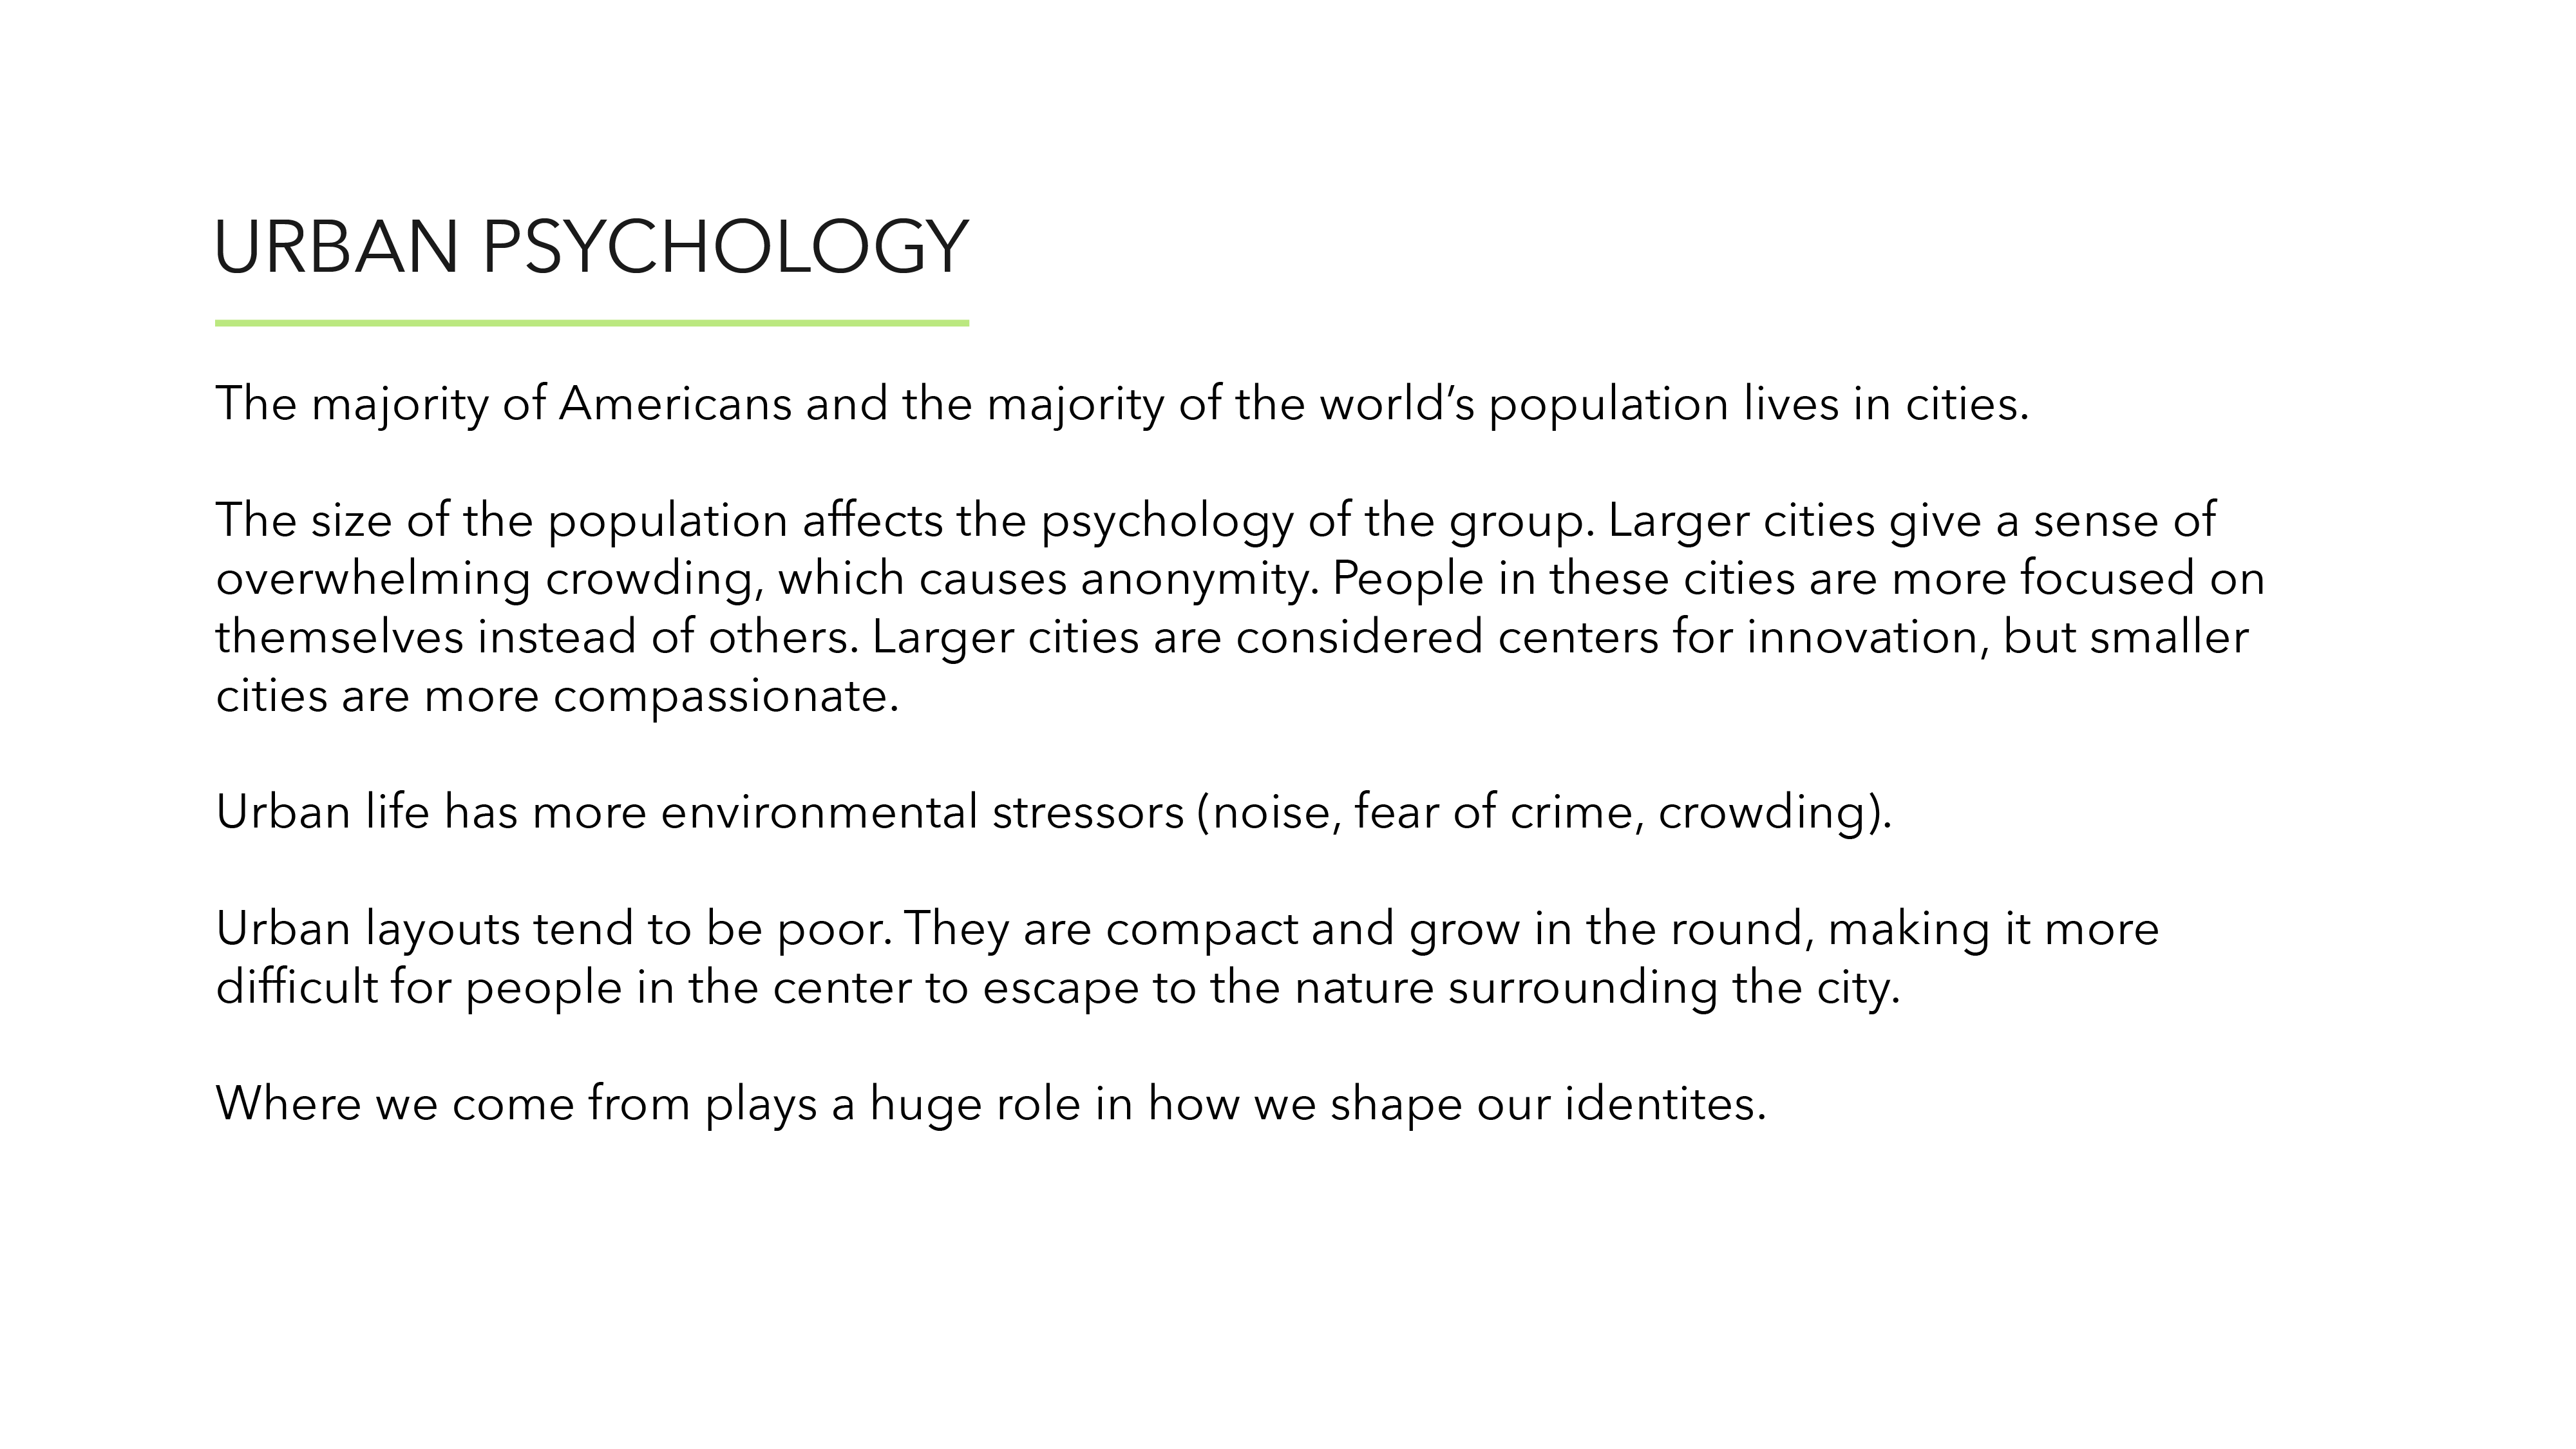 URBAN PSYCHOLOGY
The majority of Americans and the majority of the world’s population lives in cities.
The size of the population affects the psychology of the group. Larger cities give a sense of
overwhelming crowding, which causes anonymity. People in these cities are more focused on
themselves instead of others. Larger cities are considered centers for innovation, but smaller
cities are more compassionate.
Urban life has more environmental stressors (noise, fear of crime, crowding).
Urban layouts tend to be poor. They are compact and grow in the round, making it more
difficult for people in the center to escape to the nature surrounding the city.
Where we come from plays a huge role in how we shape our identites.